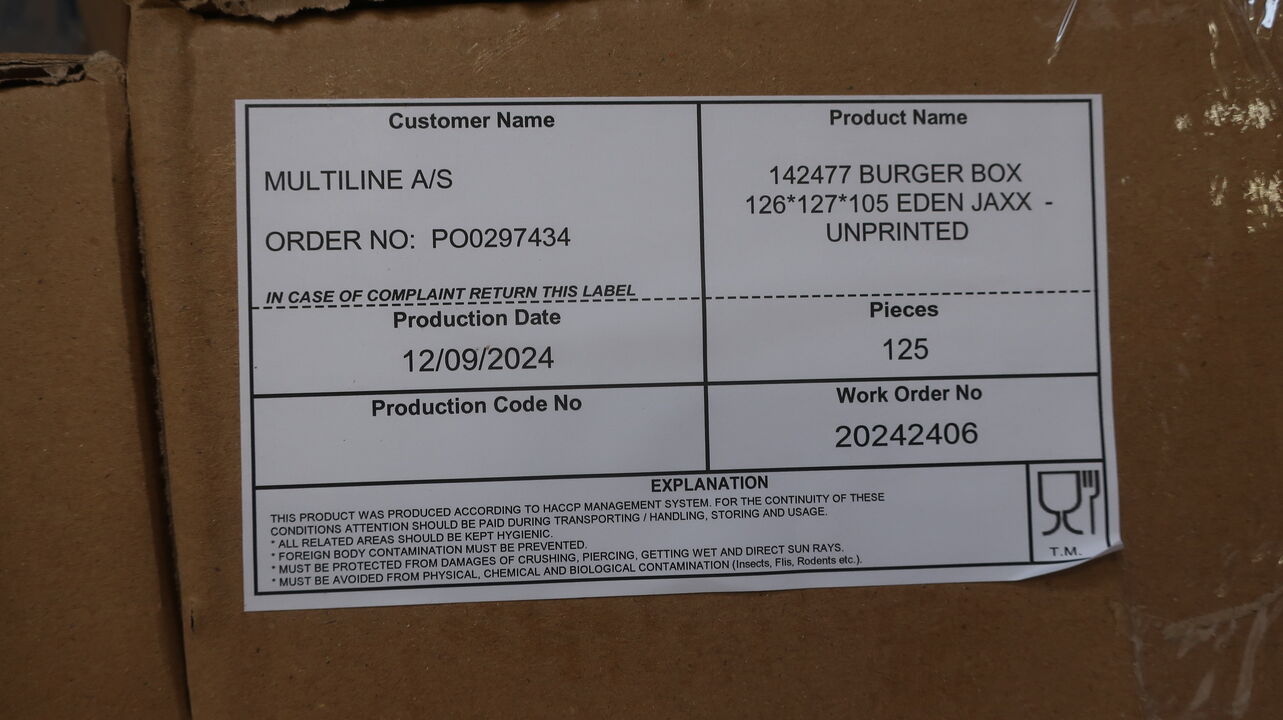 Customer Name
MULTILINE A/S
ORDER NO: PO0297434
IN CASE OF COMPLAINT RETURN THIS LABEL
Product Name
142477 BURGER BOX
126*127*105 EDEN JAXX -
UNPRINTED
Production Date
12/09/2024
Pieces
125
Production Code No
Work Order No
20242406
EXPLANATION
THIS PRODUCT WAS PRODUCED ACCORDING TO HACCP MANAGEMENT SYSTEM. FOR THE CONTINUITY OF THESE
CONDITIONS ATTENTION SHOULD BE PAID DURING TRANSPORTING / HANDLING, STORING AND USAGE.
* ALL RELATED AREAS SHOULD BE KEPT HYGIENIC.
* FOREIGN BODY CONTAMINATION MUST BE PREVENTED.
* MUST BE PROTECTED FROM DAMAGES OF CRUSHING, PIERCING, GETTING WET AND DIRECT SUN RAYS.
* MUST BE AVOIDED FROM PHYSICAL, CHEMICAL AND BIOLOGICAL CONTAMINATION (Insects, Flis, Rodents etc.).
T.M.